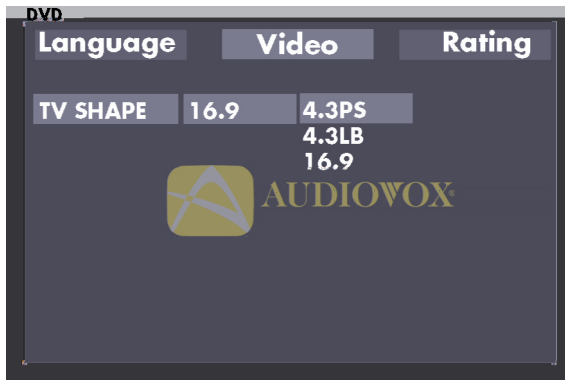 DVD
Language Video Rating
TV SHAPE 16.9 4.3PS
4.3LB
16.9
AUDIOVOX®